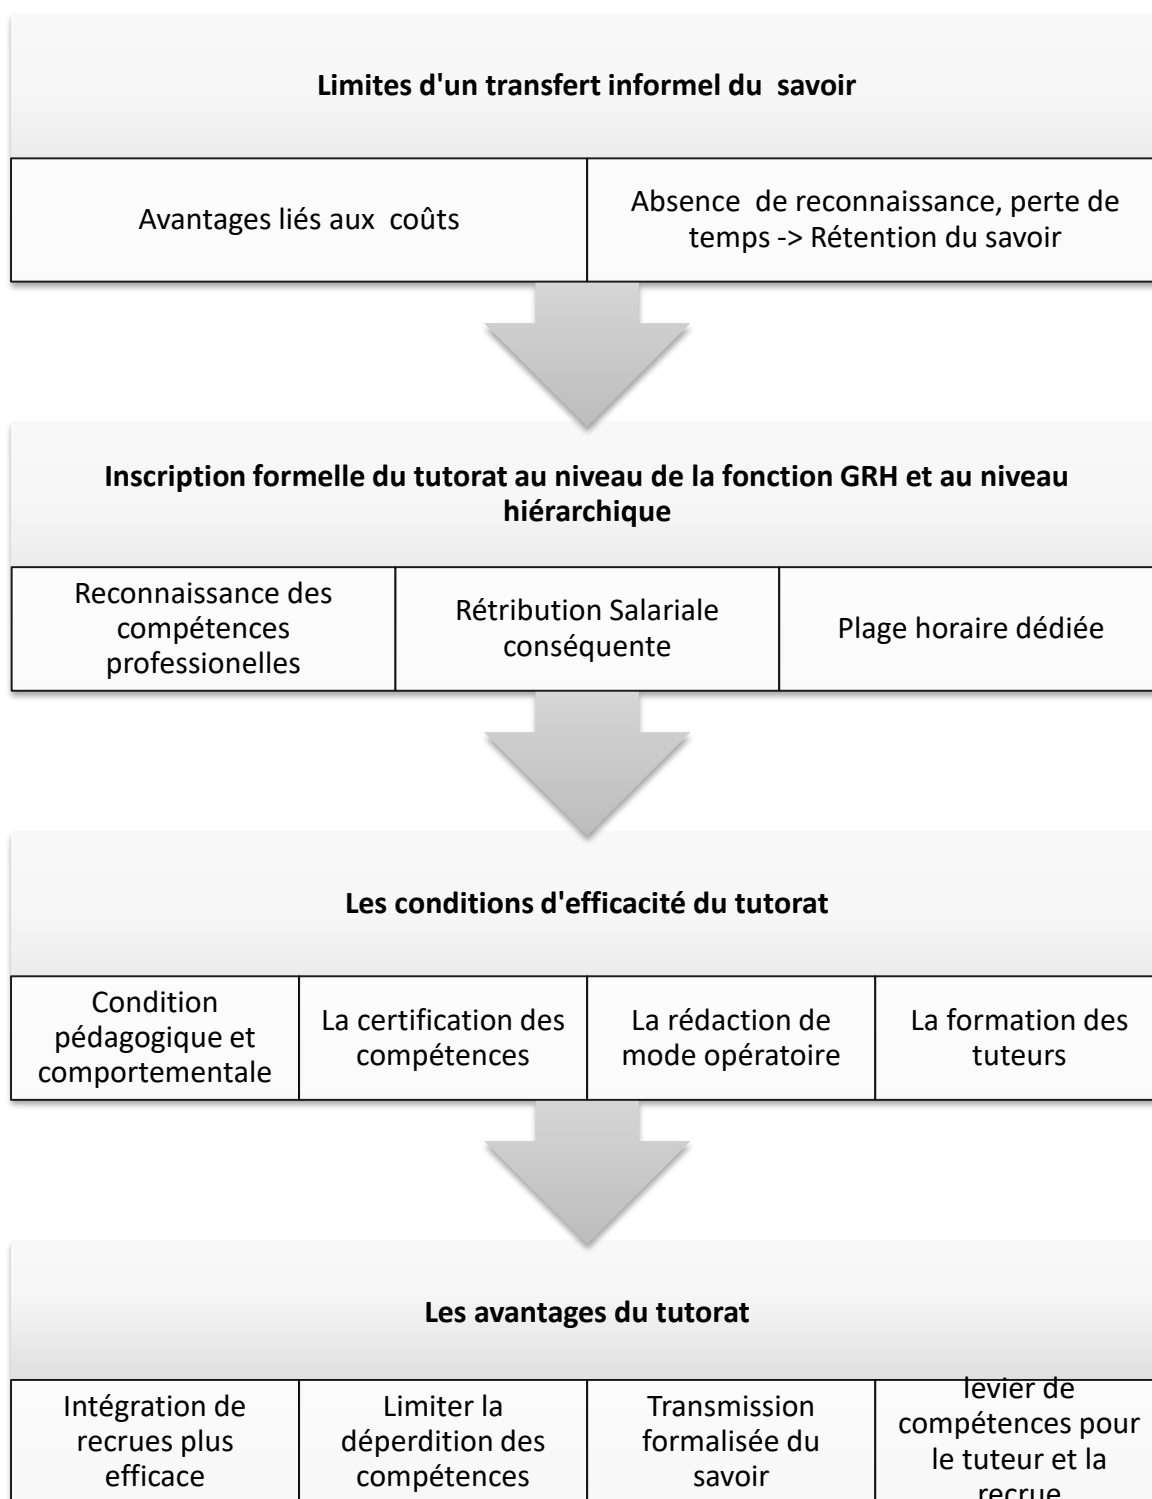 Limites d'un transfert informel du  savoir
Avantages liés aux  coûts
Absence  de reconnaissance, perte de
temps -> Rétention du savoir
Inscription formelle du tutorat au niveau de la fonction GRH et au niveau
hiérarchique
Reconnaissance des
compétences
professionelles
Rétribution Salariale
conséquente
Plage horaire dédiée
Les conditions d'efficacité du tutorat
Condition
pédagogique et
comportementale
La certification des
compétences
La rédaction de
mode opératoire
La formation des
tuteurs
Les avantages du tutorat
Intégration de
recrues plus
efficace
Limiter la
déperdition des
compétences
Transmission
formalisée du
savoir
levier de
compétences pour
le tuteur et la
recrue